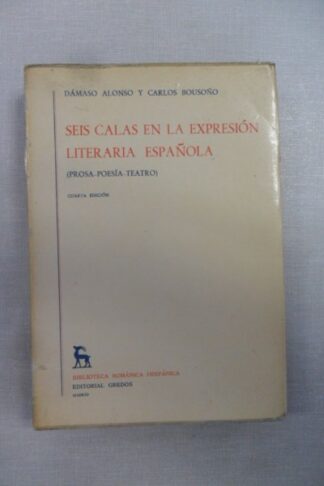 DÁMASO ALONSO Y CARLOS BOUSOÑO
SEIS CALAS EN LA EXPRESIÓN
LITERARIA ESPAÑOLA
(PROSA-POESÍA-TEATRO)
CUARTA EDICIÓN
BIBLIOTECA ROMÁNICA HISPÁNICA
EDITORIAL GREDOS
MADRID